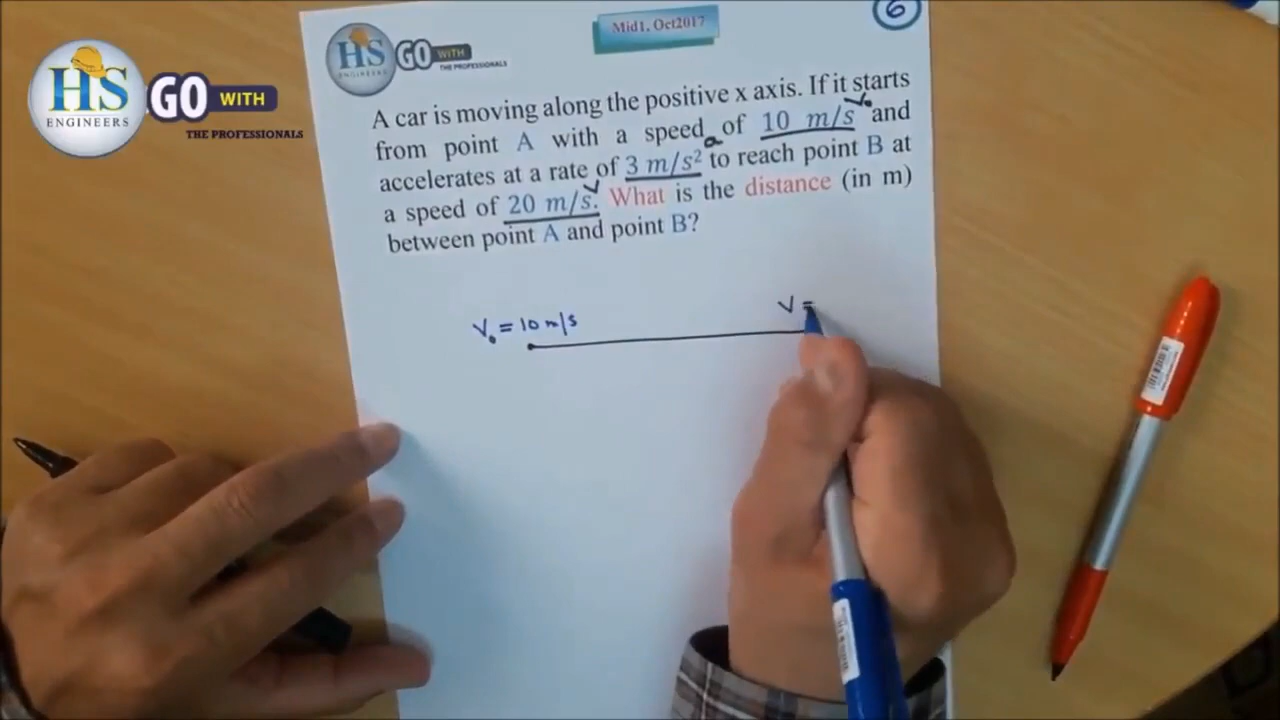 HS
ENGINEERS
GO WITH
THE PROFESSIONALS
HS
ENGINEERS
GO WITH
THE PROFESSIONALS
Mid1, Oct2017
6
A car is moving along the positive x axis. If it starts
from point A with a speed of 10 m/s and
accelerates at a rate of 3 m/s² to reach point B at
a speed of 20 m/s. What is the distance (in m)
between point A and point B?
V₀
a
V
V₀ = 10 m/s
V =